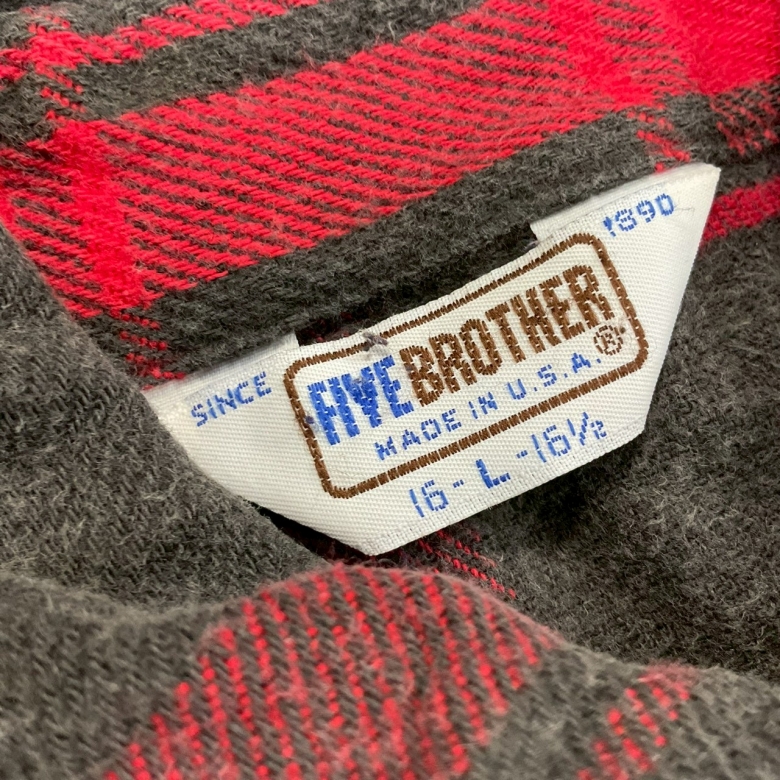 SINCE 1890
FIVE BROTHER ®
MADE IN U.S.A.
16-L-16½